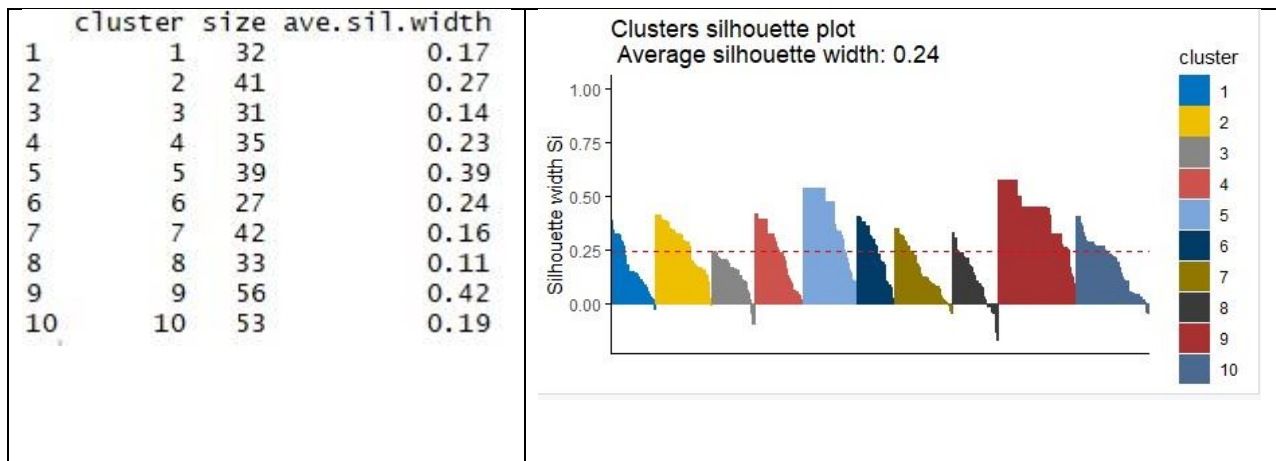 cluster size ave.sil.width
1 1 32 0.17
2 2 41 0.27
3 3 31 0.14
4 4 35 0.23
5 5 39 0.39
6 6 27 0.24
7 7 42 0.16
8 8 33 0.11
9 9 56 0.42
10 10 53 0.19
Clusters silhouette plot
Average silhouette width: 0.24
Silhouette width Si
1.00
0.75
0.50
0.25
0.00
cluster
1
2
3
4
5
6
7
8
9
10